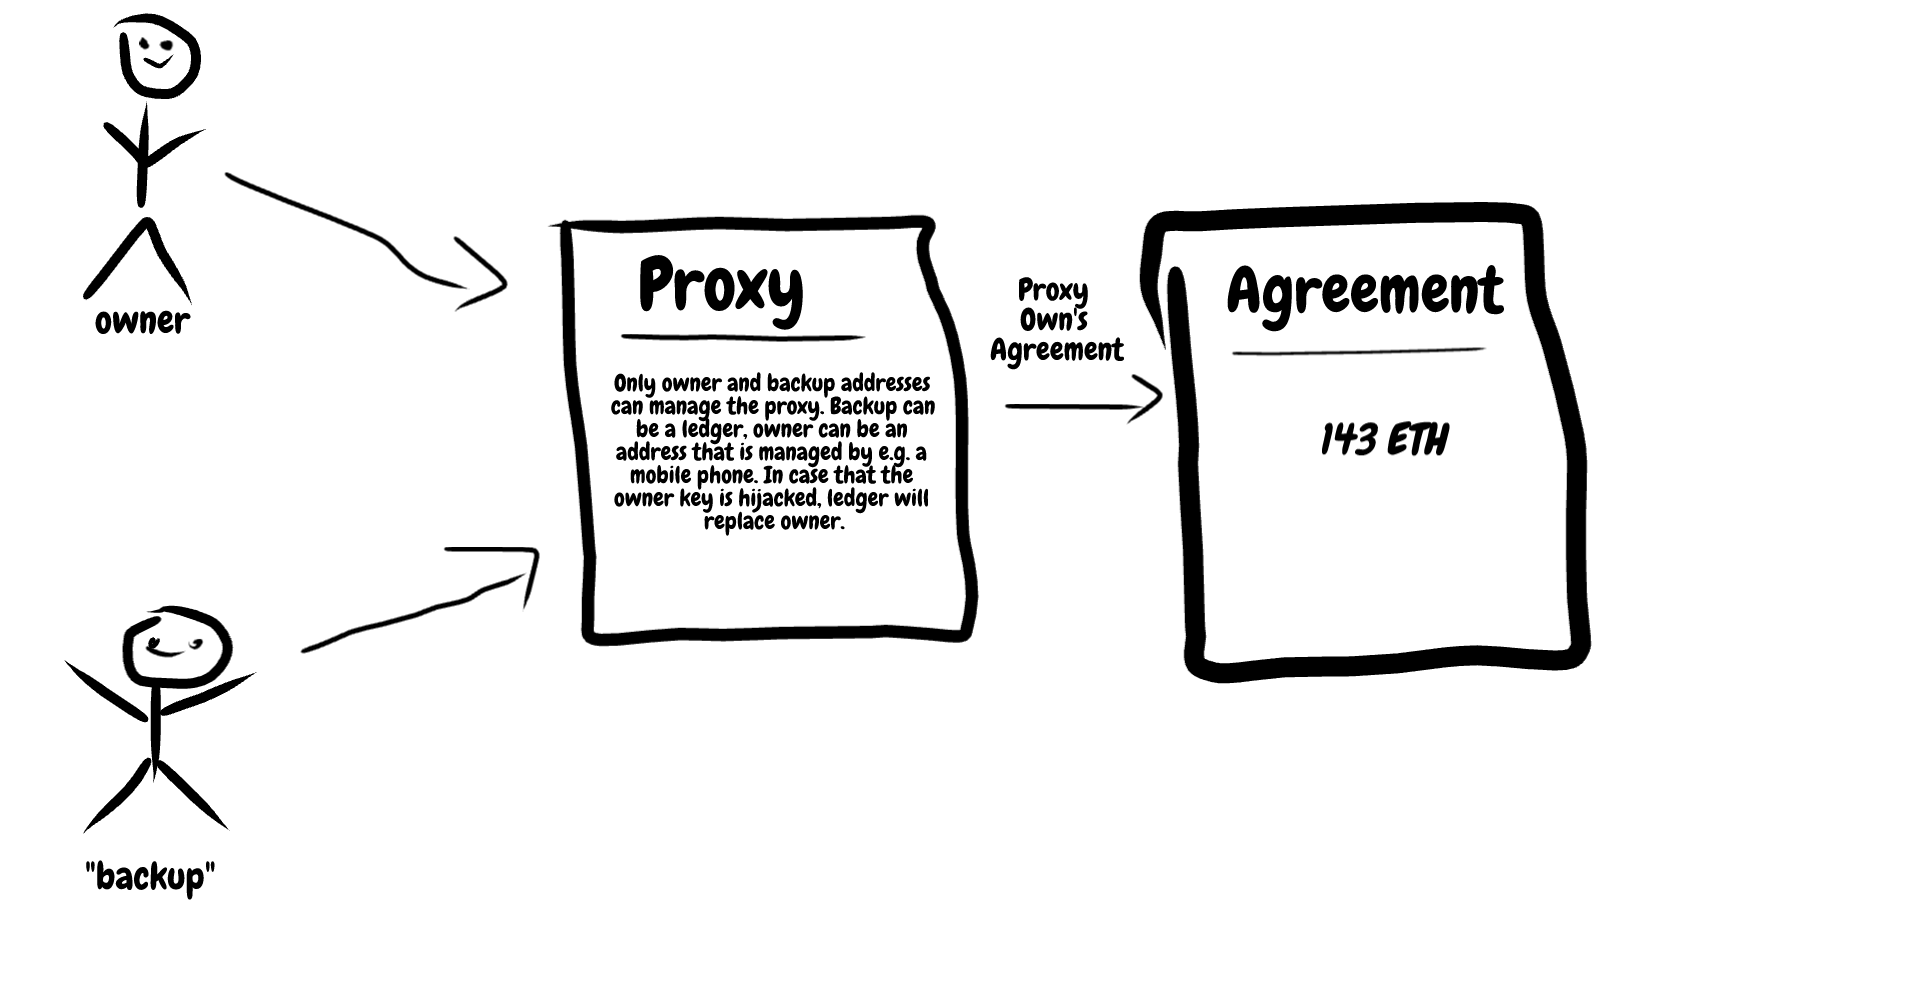 owner
Proxy
Only owner and backup addresses
can manage the proxy. Backup can
be a ledger, owner can be an
address that is managed by e.g. a
mobile phone. In case that the
owner key is hijacked, ledger will
replace owner.
Proxy
Own's
Agreement
Agreement
143 ETH
"backup"